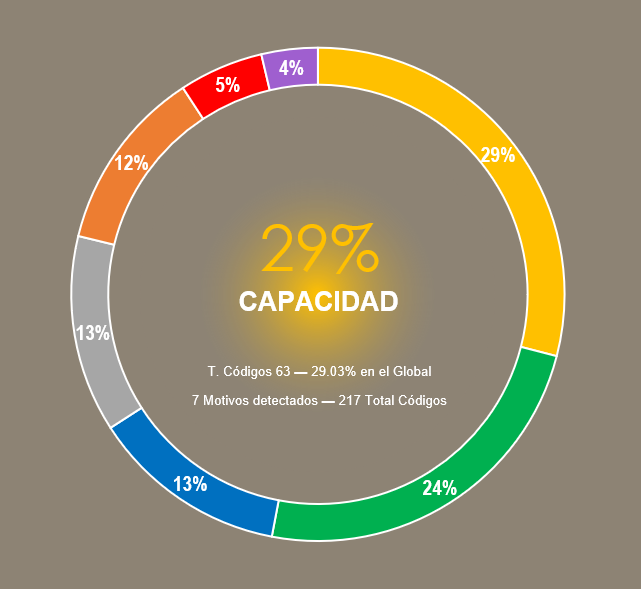 4%
5%
29%
12%
29%
CAPACIDAD
13%
T. Códigos 63 — 29.03% en el Global
7 Motivos detectados — 217 Total Códigos
13%
24%